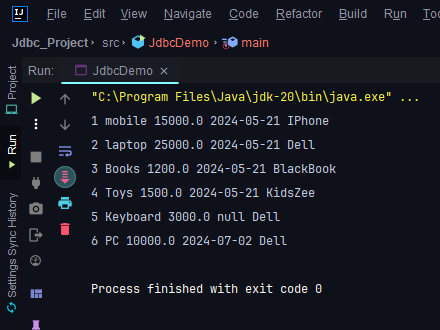 IJ File Edit View Navigate Code Refactor Build Run To
Jdbc_Project src JdbcDemo main
Project
Run: JdbcDemo
Run
Settings Sync History
"C:\Program Files\Java\jdk-20\bin\java.exe" ...
1 mobile 15000.0 2024-05-21 IPhone
2 laptop 25000.0 2024-05-21 Dell
3 Books 1200.0 2024-05-21 BlackBook
4 Toys 1500.0 2024-05-21 KidsZee
5 Keyboard 3000.0 null Dell
6 PC 10000.0 2024-07-02 Dell
Process finished with exit code 0